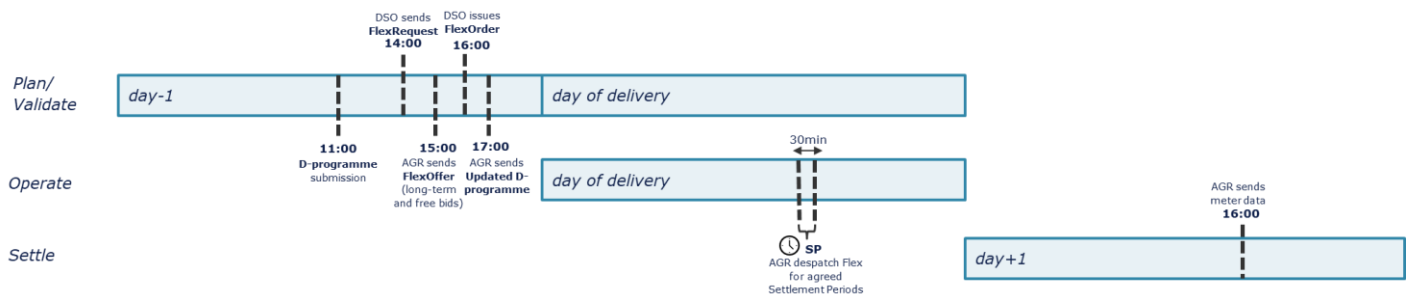 DSO sends
FlexRequest
14:00
DSO issues
FlexOrder
16:00
Plan/
Validate
day-1
day of delivery
11:00
D-programme
submission
15:00
AGR sends
FlexOffer
(long-term
and free bids)
17:00
AGR sends
Updated D-
programme
30min
Operate
day of delivery
AGR sends
meter data
16:00
SP
AGR despatch Flex
for agreed
Settlement Periods
Settle
day+1